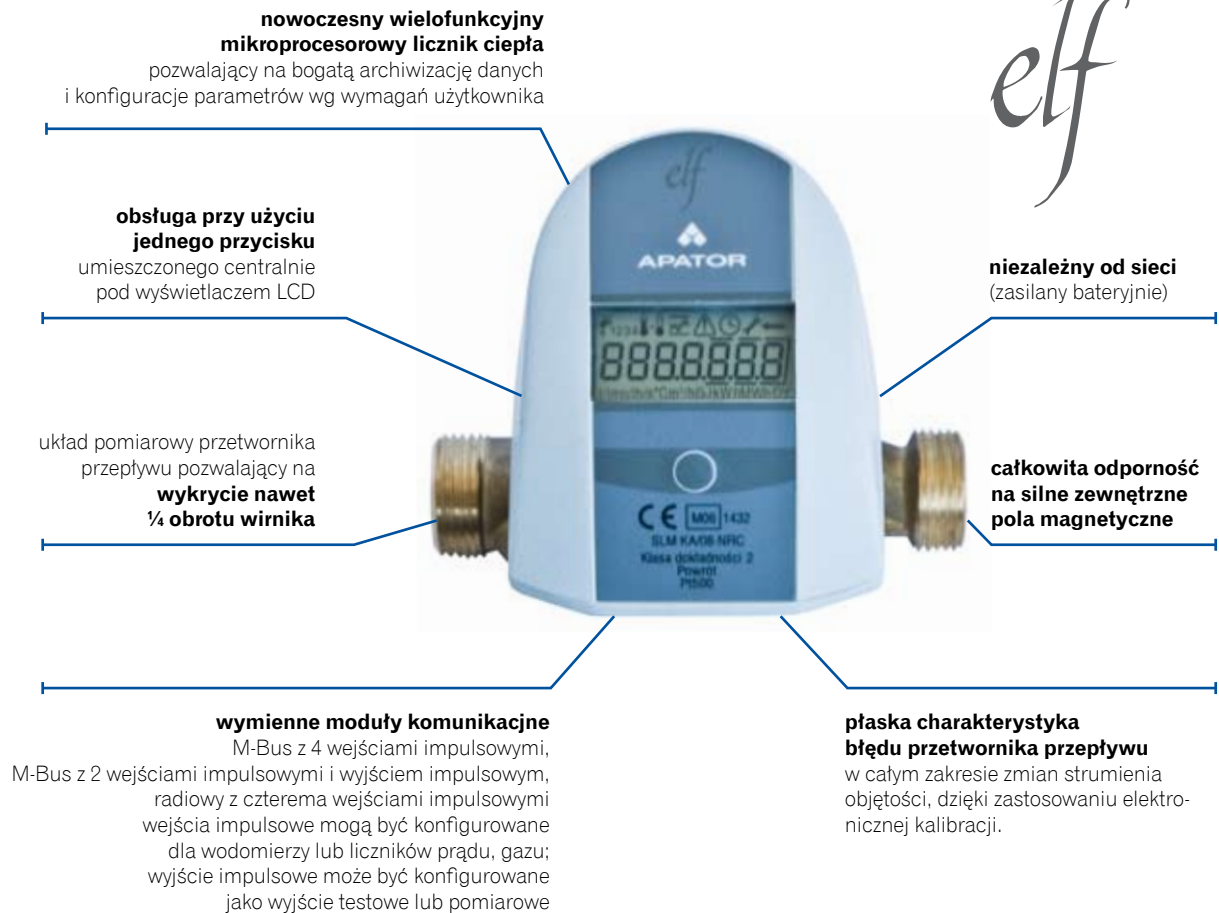 nowoczesny wielofunkcyjny
mikroprocesorowy licznik ciepła
pozwalający na bogatą archiwizację danych
i konfiguracje parametrów wg wymagań użytkownika
elf
obsługa przy użyciu
jednego przycisku
umieszczonego centralnie
pod wyświetlaczem LCD
niezależny od sieci
(zasilany bateryjnie)
układ pomiarowy przetwornika
przepływu pozwalający na
wykrycie nawet
¼ obrotu wirnika
całkowita odporność
na silne zewnętrzne
pola magnetyczne
elf
APATOR
8888.8.8.8
CE M06 1432
SLM KA/08-NRC
Klasa dokładności 2
Powrót
Pt500
wymienne moduły komunikacjne
M-Bus z 4 wejściami impulsowymi,
M-Bus z 2 wejściami impulsowymi i wyjściem impulsowym,
radiowy z czterema wejściami impulsowymi
wejścia impulsowe mogą być konfigurowane
dla wodomierzy lub liczników prądu, gazu;
wyjście impulsowe może być konfigurowane
jako wyjście testowe lub pomiarowe
płaska charakterystyka
błędu przetwornika przepływu
w całym zakresie zmian strumienia
objętości, dzięki zastosowaniu elektro-
nicznej kalibracji.